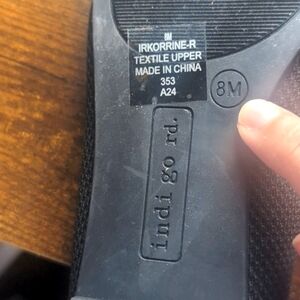 8M
IRKORRINE-R
TEXTILE UPPER
MADE IN CHINA
353
A24
8M
indigo rd.